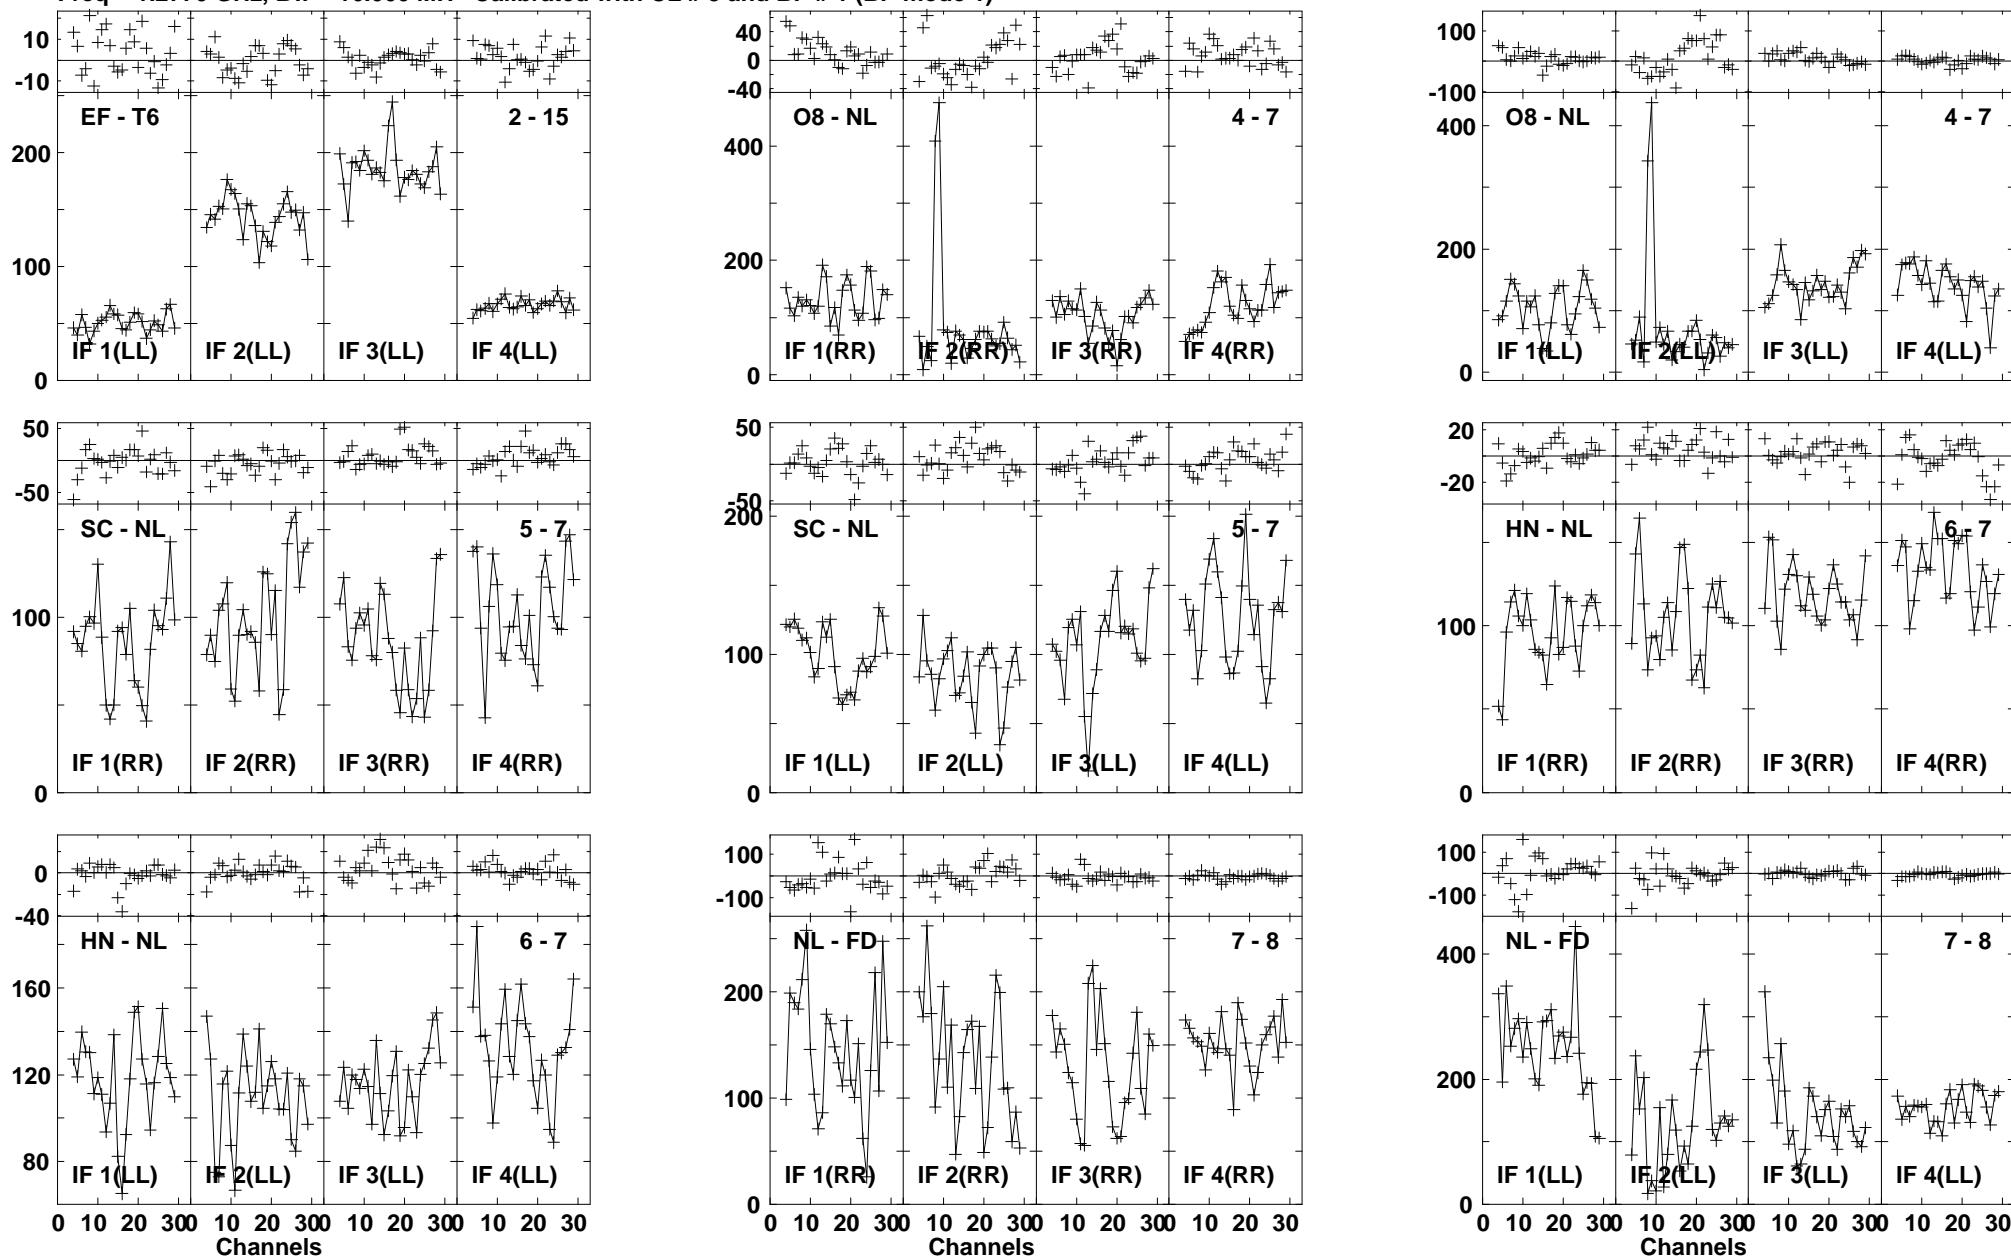 10 40 100
0 0 0
-10 -40 -100
EF - T6 2 - 15 O8 - NL 4 - 7 O8 - NL 4 - 7
200 400 400
100 200 200
IF 1(LL) IF 2(LL) IF 3(LL) IF 4(LL) IF 1(RR) IF 2(RR) IF 3(RR) IF 4(RR) IF 1(LL) IF 2(LL) IF 3(LL) IF 4(LL)
0 0 0
50 50 20
0 0 0
-50 -50 -20
SC - NL 5 - 7 SC - NL 5 - 7 HN - NL 6 - 7
200
100 100 100
IF 1(RR) IF 2(RR) IF 3(RR) IF 4(RR) IF 1(LL) IF 2(LL) IF 3(LL) IF 4(LL) IF 1(RR) IF 2(RR) IF 3(RR) IF 4(RR)
0 0 0
100 100
0 0 0
-40 -100 -100
HN - NL 6 - 7 NL - FD 7 - 8 NL - FD 7 - 8
160 200 400
120 100 200
80
IF 1(LL) IF 2(LL) IF 3(LL) IF 4(LL) IF 1(RR) IF 2(RR) IF 3(RR) IF 4(RR) IF 1(LL) IF 2(LL) IF 3(LL) IF 4(LL)
0 0
0 10 20 30 0 10 20 30 0 10 20 30 0 10 20 30 0 10 20 30 0 10 20 30 0 10 20 30 0 10 20 30 0 10 20 30 0 10 20 30 0 10 20 30 0 10 20 30
Channels Channels Channels